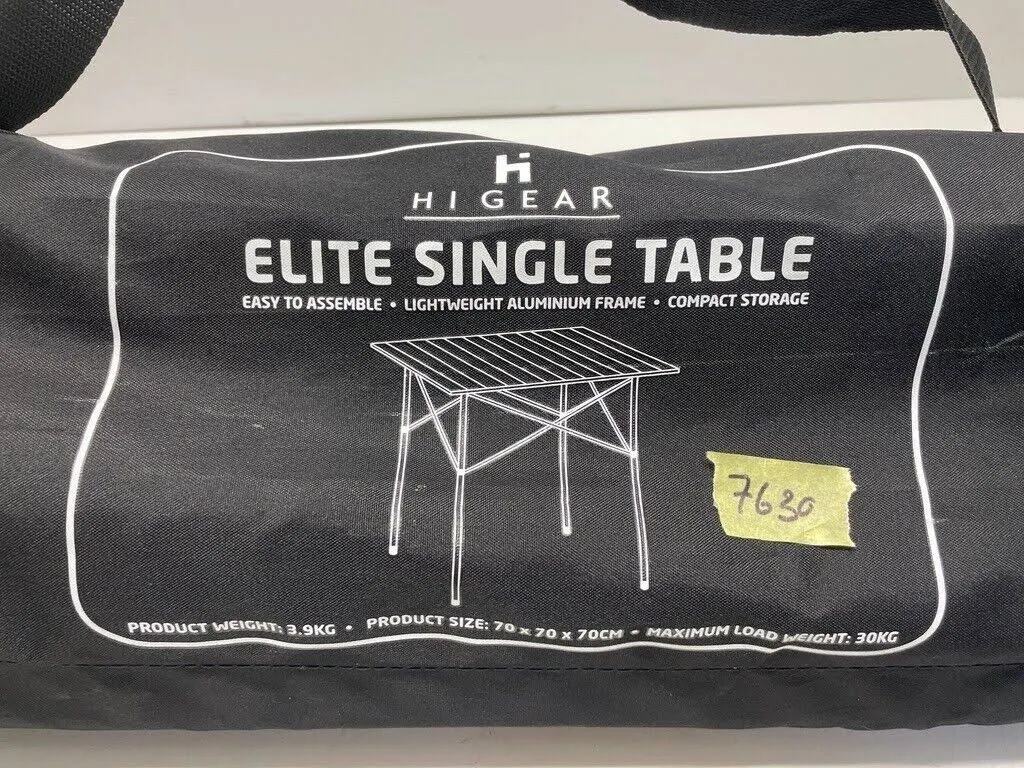 Hi
HI GEAR
ELITE SINGLE TABLE
EASY TO ASSEMBLE • LIGHTWEIGHT ALUMINIUM FRAME • COMPACT STORAGE
7630
PRODUCT WEIGHT: 3.9KG • PRODUCT SIZE: 70 x 70 x 70CM • MAXIMUM LOAD WEIGHT: 30KG